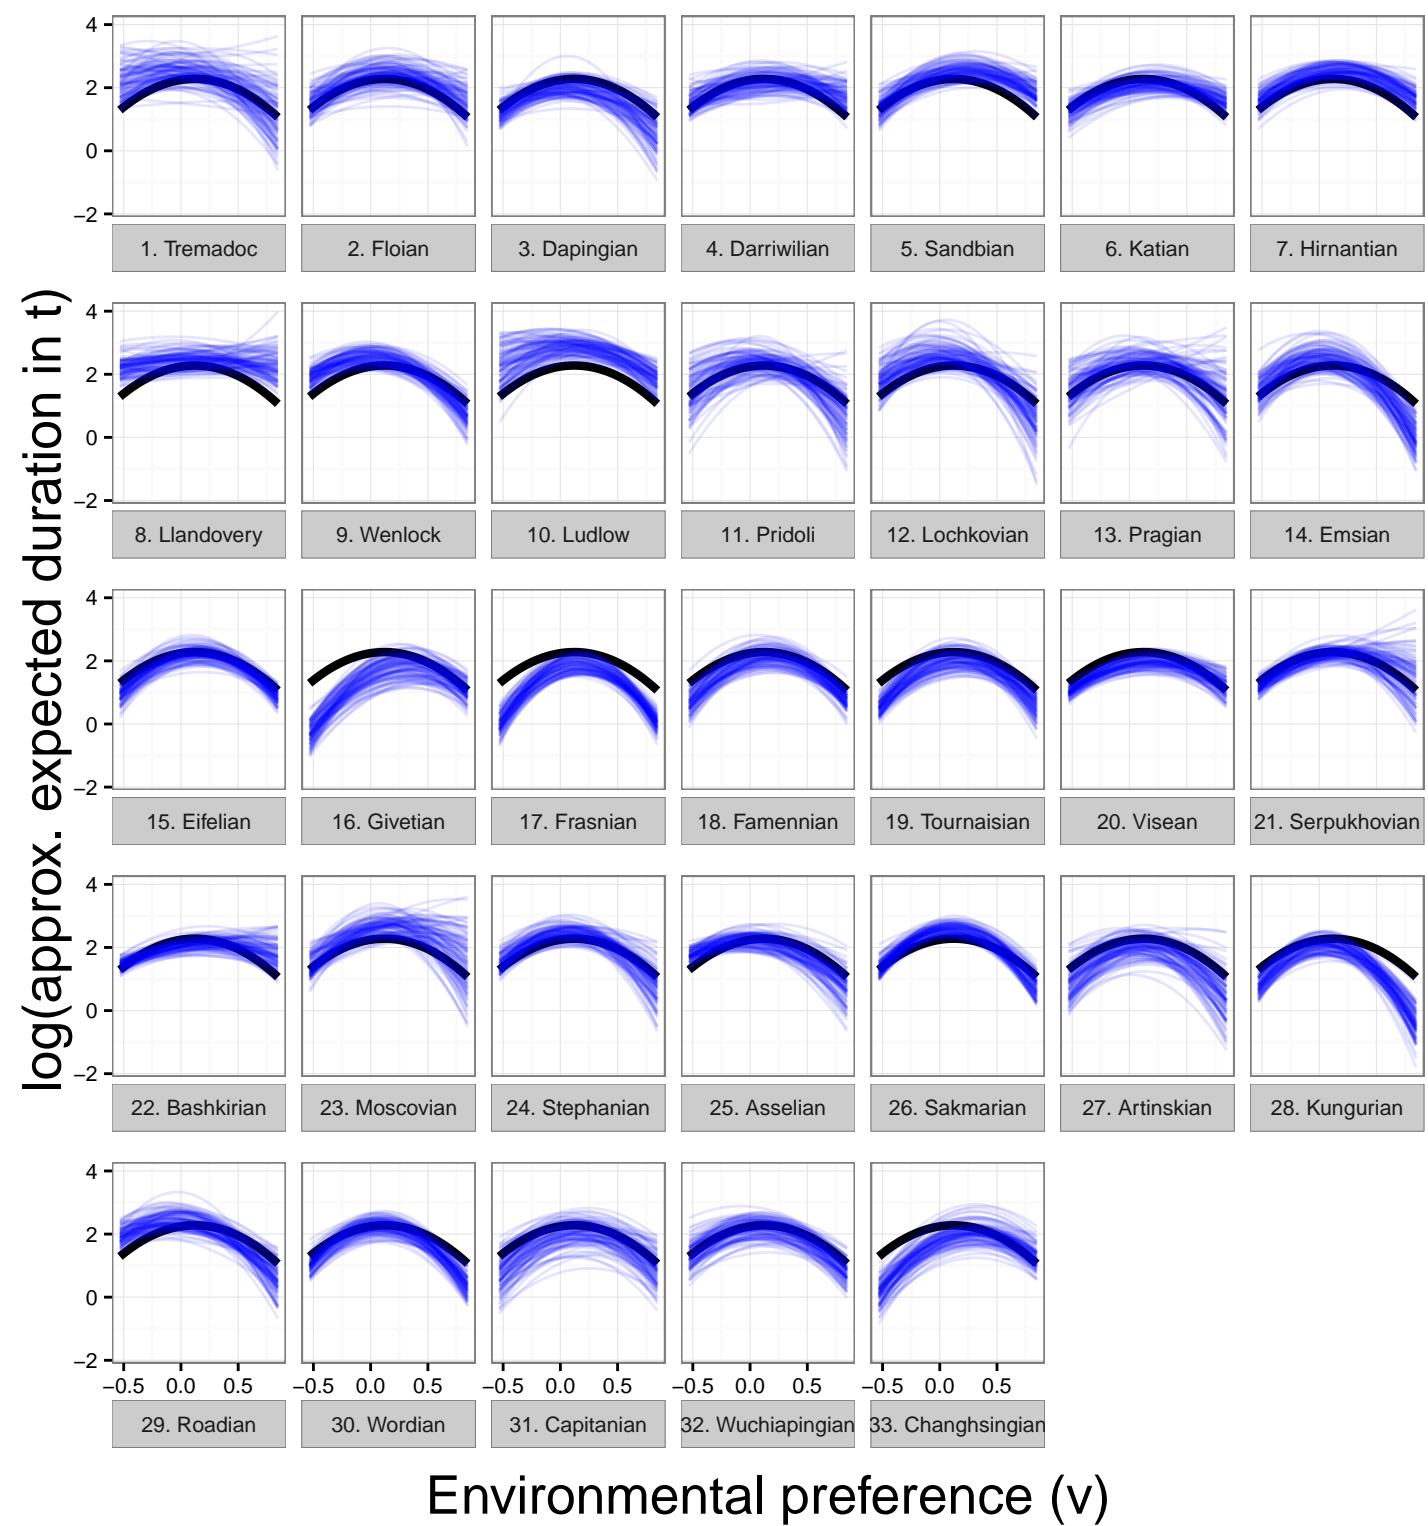 log(approx. expected duration in t)
4
2
0
−2
1. Tremadoc
2. Floian
3. Dapingian
4. Darriwilian
5. Sandbian
6. Katian
7. Hirnantian
4
2
0
−2
8. Llandovery
9. Wenlock
10. Ludlow
11. Pridoli
12. Lochkovian
13. Pragian
14. Emsian
4
2
0
−2
15. Eifelian
16. Givetian
17. Frasnian
18. Famennian
19. Tournaisian
20. Visean
21. Serpukhovian
4
2
0
−2
22. Bashkirian
23. Moscovian
24. Stephanian
25. Asselian
26. Sakmarian
27. Artinskian
28. Kungurian
4
2
0
−2
−0.5 0.0 0.5
−0.5 0.0 0.5
−0.5 0.0 0.5
−0.5 0.0 0.5
−0.5 0.0 0.5
29. Roadian
30. Wordian
31. Capitanian
32. Wuchiapingian
33. Changhsingian
Environmental preference (v)